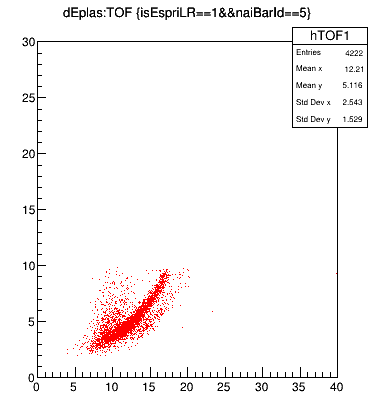 dEplas:TOF {isEspriLR==1&&naiBarId==5}
hTOF1
Entries 4222
Mean x 12.21
Mean y 5.116
Std Dev x 2.543
Std Dev y 1.529
30
25
20
15
10
5
0
0 5 10 15 20 25 30 35 40